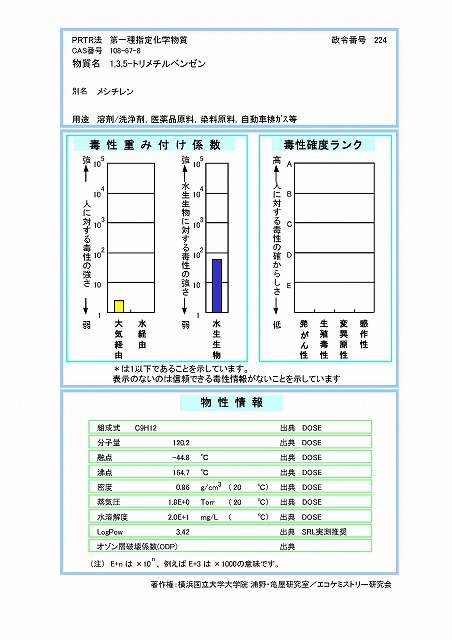 PRTR法 第一種指定化学物質 政令番号 224
CAS番号 108-67-8
物質名 1,3,5-トリメチルベンゼン
別名 メシチレン
用途 溶剤/洗浄剤, 医薬品原料, 染料原料, 自動車排ガス等
毒性重み付け係数
強
10^5
10^4
10^3
10^2
10
1
人に対する毒性の強さ
弱
大気経由
水経由
強
10^5
10^4
10^3
10^2
10
1
水生生物に対する毒性の強さ
弱
水生生物
毒性確度ランク
高
A
B
C
D
E
人に対する毒性の確からしさ
低
発がん性
生殖毒性
変異原性
感作性
*は1以下であることを示しています。
表示のないのは信頼できる毒性情報がないことを示しています
物性情報
組成式 C9H12 出典 DOSE
分子量 120.2 出典 DOSE
融点 -44.8 ℃ 出典 DOSE
沸点 164.7 ℃ 出典 DOSE
密度 0.86 g/cm^3 (20 ℃) 出典 DOSE
蒸気圧 1.8E+0 Torr (20 ℃) 出典 DOSE
水溶解度 2.0E+1 mg/L ( ℃) 出典 DOSE
LogPow 3.42 出典 SRL実測推奨
オゾン層破壊係数(ODP) 出典
(注) E+n は ×10^n、例えば E+3 は ×1000の意味です。
著作権:横浜国立大学大学院 浦野・亀屋研究室/エコケミストリー研究会